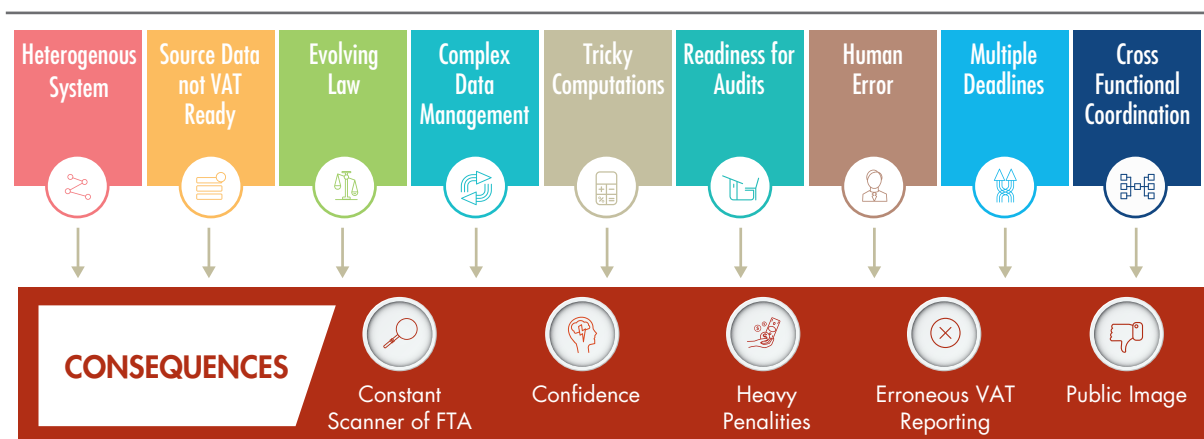 Heterogenous
System
Source Data
not VAT
Ready
Evolving
Law
Complex
Data
Management
Tricky
Computations
Readiness for
Audits
Human
Error
Multiple
Deadlines
Cross
Functional
Coordination
CONSEQUENCES
Constant
Scanner of FTA
Confidence
Heavy
Penalities
Erroneous VAT
Reporting
Public Image